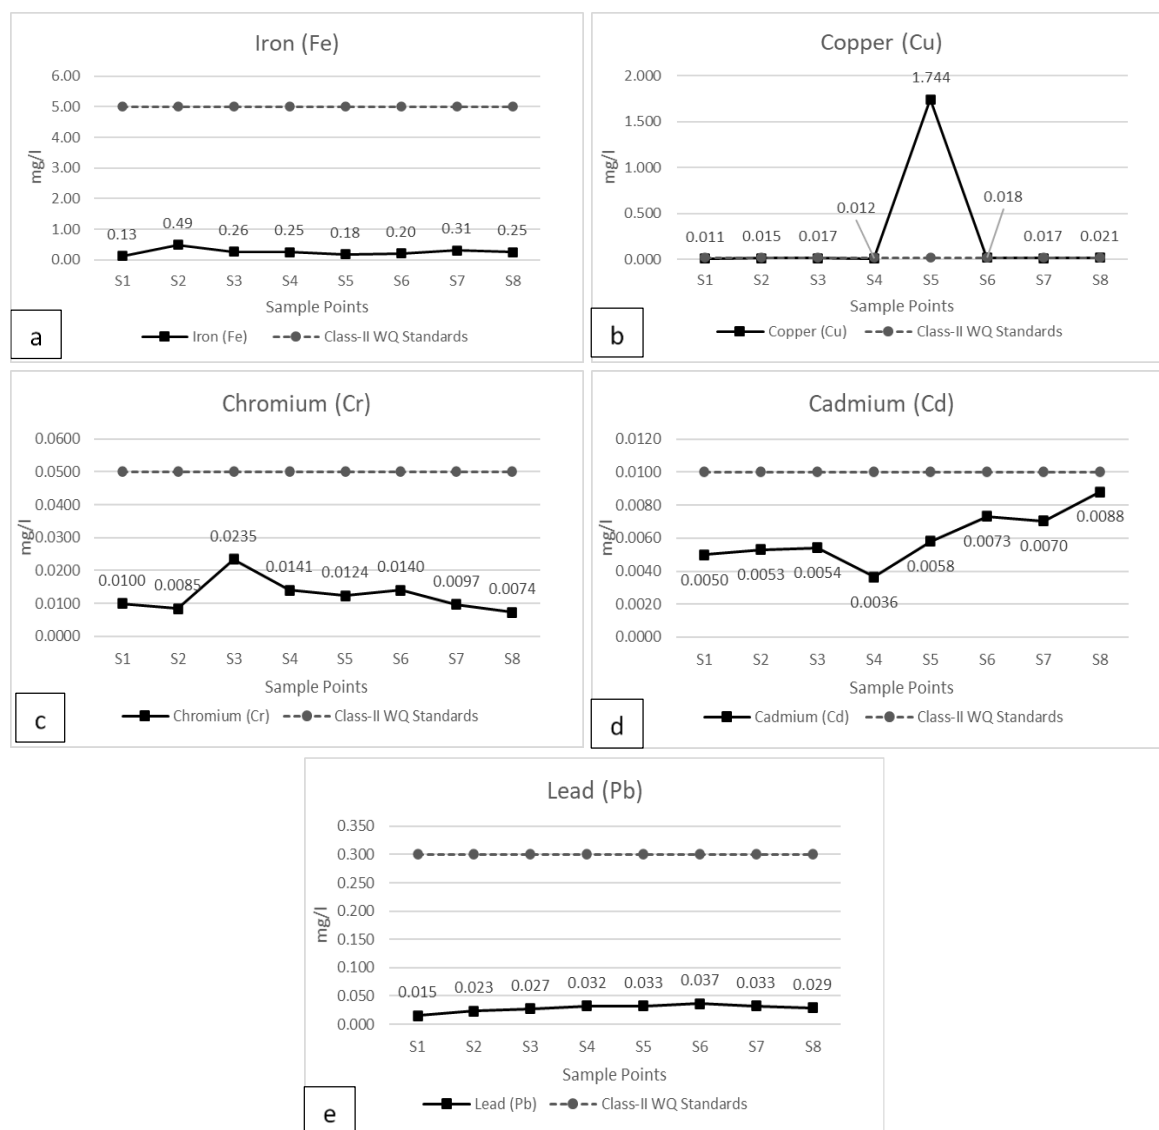 Iron (Fe)
6.00
5.00
4.00
3.00
2.00
1.00
0.00
mg/l
0.13
0.49
0.26
0.25
0.18
0.20
0.31
0.25
S1 S2 S3 S4 S5 S6 S7 S8
Sample Points
Iron (Fe) Class-II WQ Standards
a
Copper (Cu)
2.000
1.500
1.000
0.500
0.000
mg/l
0.011
0.015
0.017
0.012
1.744
0.018
0.017
0.021
S1 S2 S3 S4 S5 S6 S7 S8
Sample Points
Copper (Cu) Class-II WQ Standards
b
Chromium (Cr)
0.0600
0.0500
0.0400
0.0300
0.0200
0.0100
0.0000
mg/l
0.0100
0.0085
0.0235
0.0141
0.0124
0.0140
0.0097
0.0074
S1 S2 S3 S4 S5 S6 S7 S8
Sample Points
Chromium (Cr) Class-II WQ Standards
c
Cadmium (Cd)
0.0120
0.0100
0.0080
0.0060
0.0040
0.0020
0.0000
mg/l
0.0050
0.0053
0.0054
0.0036
0.0058
0.0073
0.0070
0.0088
S1 S2 S3 S4 S5 S6 S7 S8
Sample Points
Cadmium (Cd) Class-II WQ Standards
d
Lead (Pb)
0.350
0.300
0.250
0.200
0.150
0.100
0.050
0.000
mg/l
0.015
0.023
0.027
0.032
0.033
0.037
0.033
0.029
S1 S2 S3 S4 S5 S6 S7 S8
Sample Points
Lead (Pb) Class-II WQ Standards
e